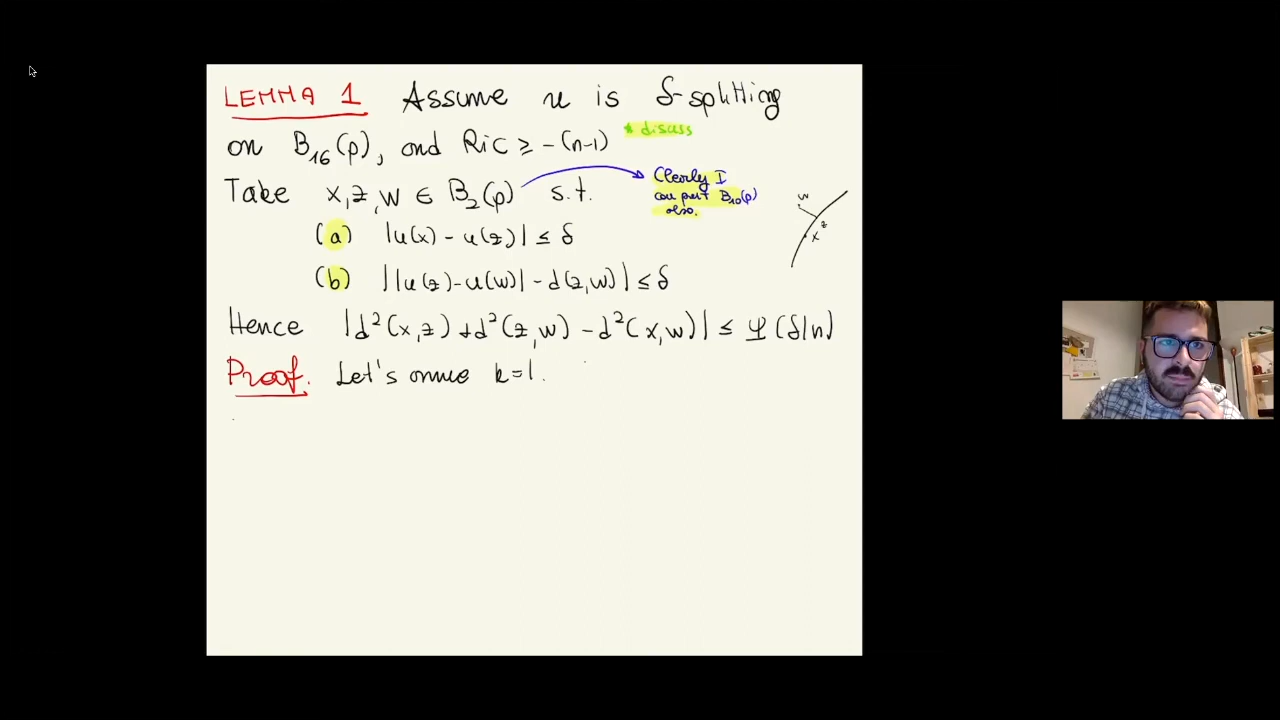 LEMMA 1 Assume u is δ-splitting
on B₁₆(p), and Ric ≥ -(n-1) * discuss
Take x,z,w ∈ B₂(p) s.t.
Clearly I
can put B₁₀(p)
also.
(a) |u(x) - u(z)| ≤ δ
(b) ||u(z)-u(w)| - d(z,w)| ≤ δ
w
z
x
Hence |d²(x,z) + d²(z,w) - d²(x,w)| ≤ Ψ(δ|n)
Proof. Let's k=1.